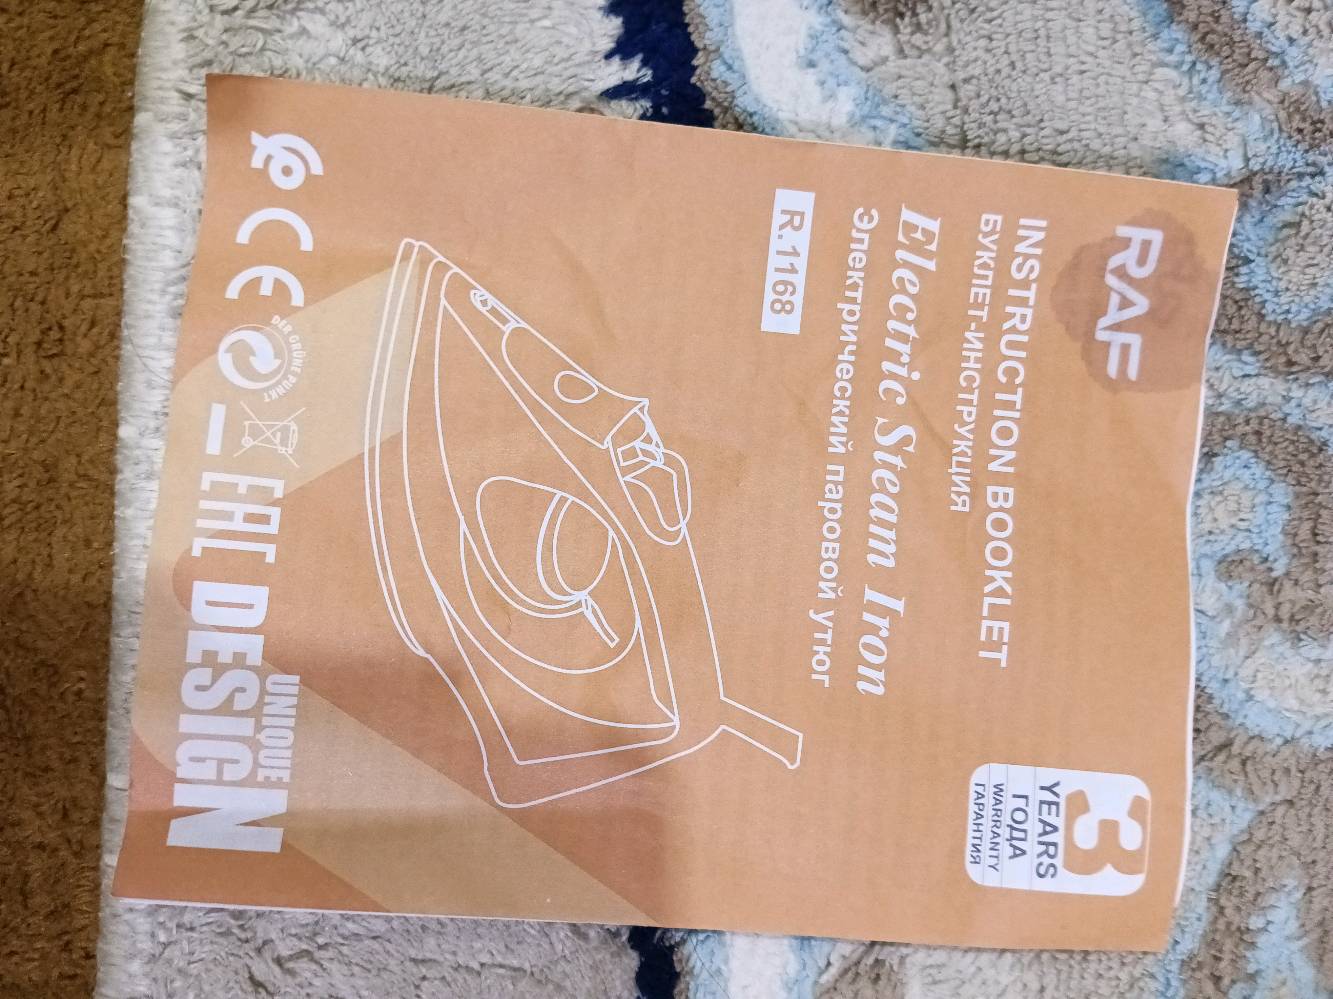 RAF
INSTRUCTION BOOKLET
БУКЛЕТ-ИНСТРУКЦИЯ
Electric Steam Iron
Электрический паровой утюг
R.1168
3
YEARS
ГОДА
WARRANTY
ГАРАНТИЯ
CE
DER GRÜNE PUNKT
EAC
UNIQUE
DESIGN